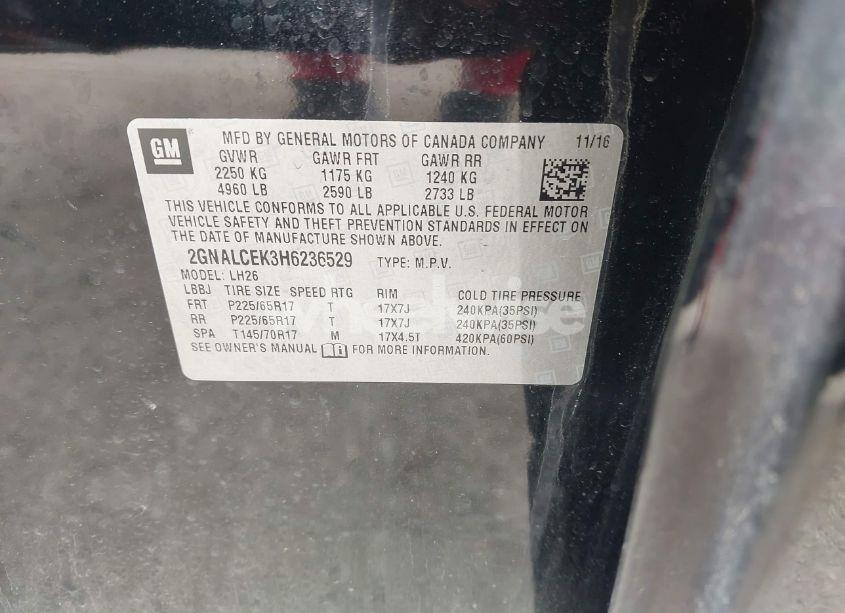 GM
MFD BY GENERAL MOTORS OF CANADA COMPANY 11/16
GVWR GAWR FRT GAWR RR
2250 KG 1175 KG 1240 KG
4960 LB 2590 LB 2733 LB
THIS VEHICLE CONFORMS TO ALL APPLICABLE U.S. FEDERAL MOTOR
VEHICLE SAFETY AND THEFT PREVENTION STANDARDS IN EFFECT ON
THE DATE OF MANUFACTURE SHOWN ABOVE.
2GNALCEK3H6236529 TYPE: M.P.V.
MODEL: LH26
LBBJ TIRE SIZE SPEED RTG RIM COLD TIRE PRESSURE
FRT P225/65R17 T 17X7J 240KPA(35PSI)
RR P225/65R17 T 17X7J 240KPA(35PSI)
SPA T145/70R17 M 17X4.5T 420KPA(60PSI)
SEE OWNER'S MANUAL FOR MORE INFORMATION.